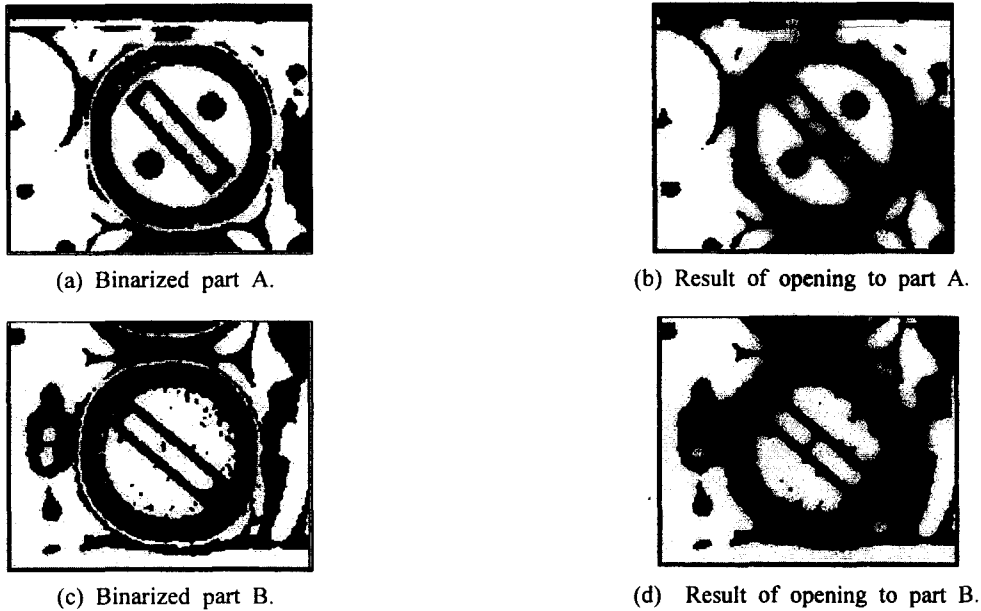 (a) Binarized part A.
(b) Result of opening to part A.
(c) Binarized part B.
(d) Result of opening to part B.